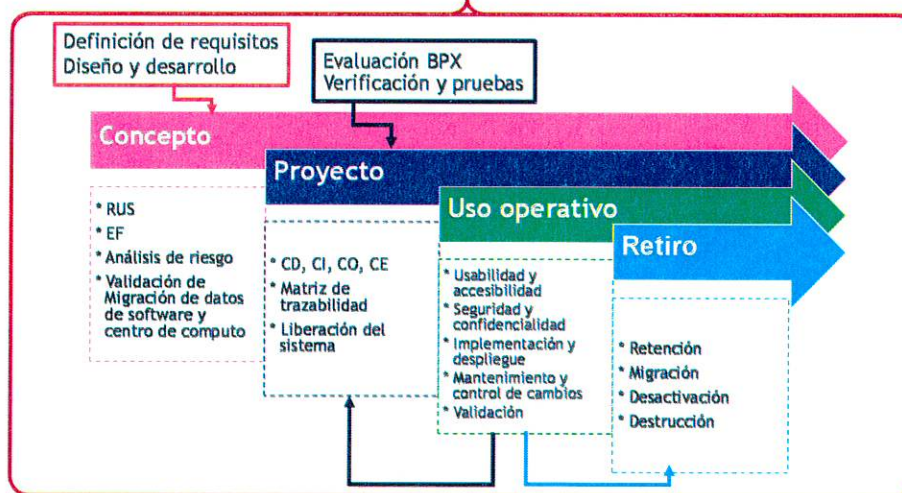 Definición de requisitos
Diseño y desarrollo
Evaluación BPX
Verificación y pruebas
Concepto
Proyecto
Uso operativo
Retiro
* RUS
* EF
* Análisis de riesgo
* Validación de
Migración de datos
de software y
centro de computo
* CD, CI, CO, CE
* Matriz de
trazabilidad
* Liberación del
sistema
* Usabilidad y
accesibilidad
* Seguridad y
confidencialidad
* Implementación y
despliegue
* Mantenimiento y
control de cambios
* Validación
* Retención
* Migración
* Desactivación
* Destrucción